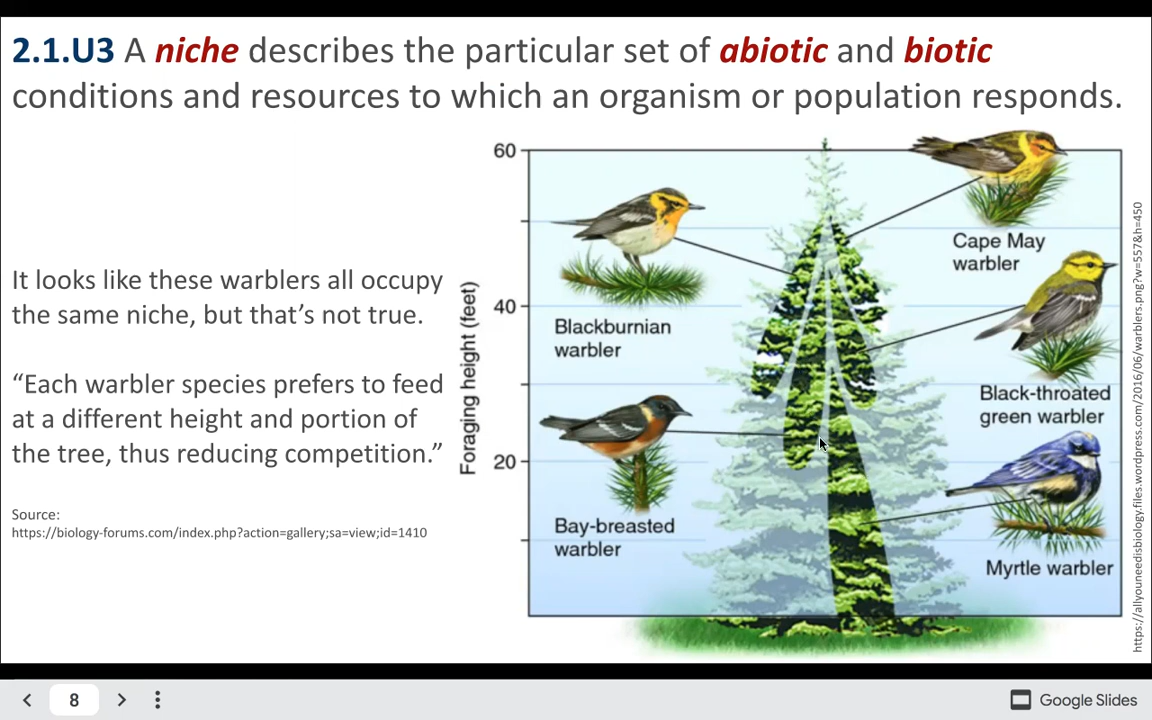 2.1.U3 A niche describes the particular set of abiotic and biotic
conditions and resources to which an organism or population responds.
It looks like these warblers all occupy
the same niche, but that’s not true.
“Each warbler species prefers to feed
at a different height and portion of
the tree, thus reducing competition.”
Source:
https://biology-forums.com/index.php?action=gallery;sa=view;id=1410
Foraging height (feet)
60
40
20
Cape May
warbler
Blackburnian
warbler
Black-throated
green warbler
Bay-breasted
warbler
Myrtle warbler
https://allyouneedisbiology.files.wordpress.com/2016/06/warblers.png?w=557&h=450
8
Google Slides